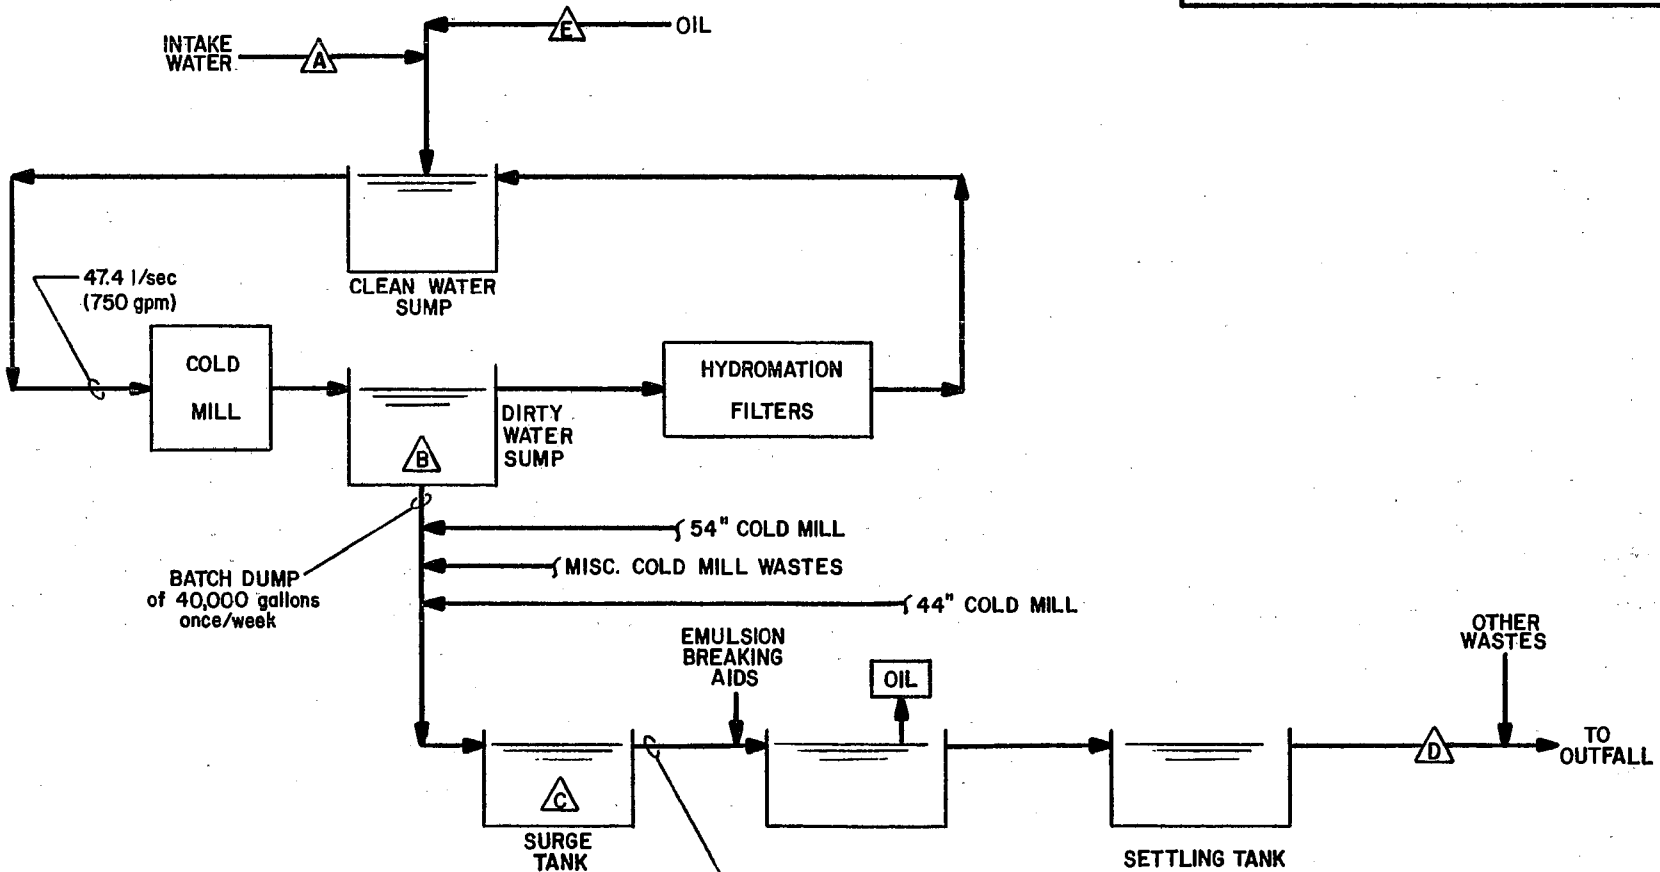 E
OIL
INTAKE
WATER
A
47.4 l/sec
(750 gpm)
CLEAN WATER
SUMP
COLD
MILL
HYDROMATION
FILTERS
DIRTY
WATER
SUMP
B
54" COLD MILL
MISC. COLD MILL WASTES
44" COLD MILL
BATCH DUMP
of 40,000 gallons
once/week
EMULSION
BREAKING
AIDS
OIL
OTHER
WASTES
D
TO
OUTFALL
C
SURGE
TANK
SETTLING TANK